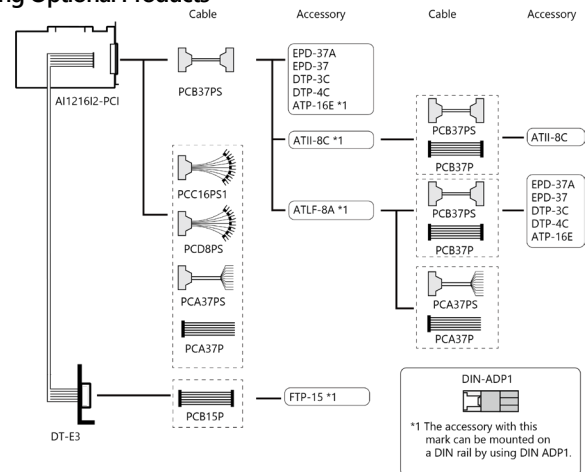 ng Optional Products
Cable
Accessory
Cable
Accessory
AI1216I2-PCI
PCB37PS
EPD-37A
EPD-37
DTP-3C
DTP-4C
ATP-16E *1
ATII-8C *1
PCB37PS
PCB37P
ATII-8C
PCC16PS1
PCD8PS
PCA37PS
PCA37P
ATLF-8A *1
PCB37PS
PCB37P
EPD-37A
EPD-37
DTP-3C
DTP-4C
ATP-16E
PCA37PS
PCA37P
DT-E3
PCB15P
FTP-15 *1
DIN-ADP1
*1 The accessory with this
mark can be mounted on
a DIN rail by using DIN ADP1.